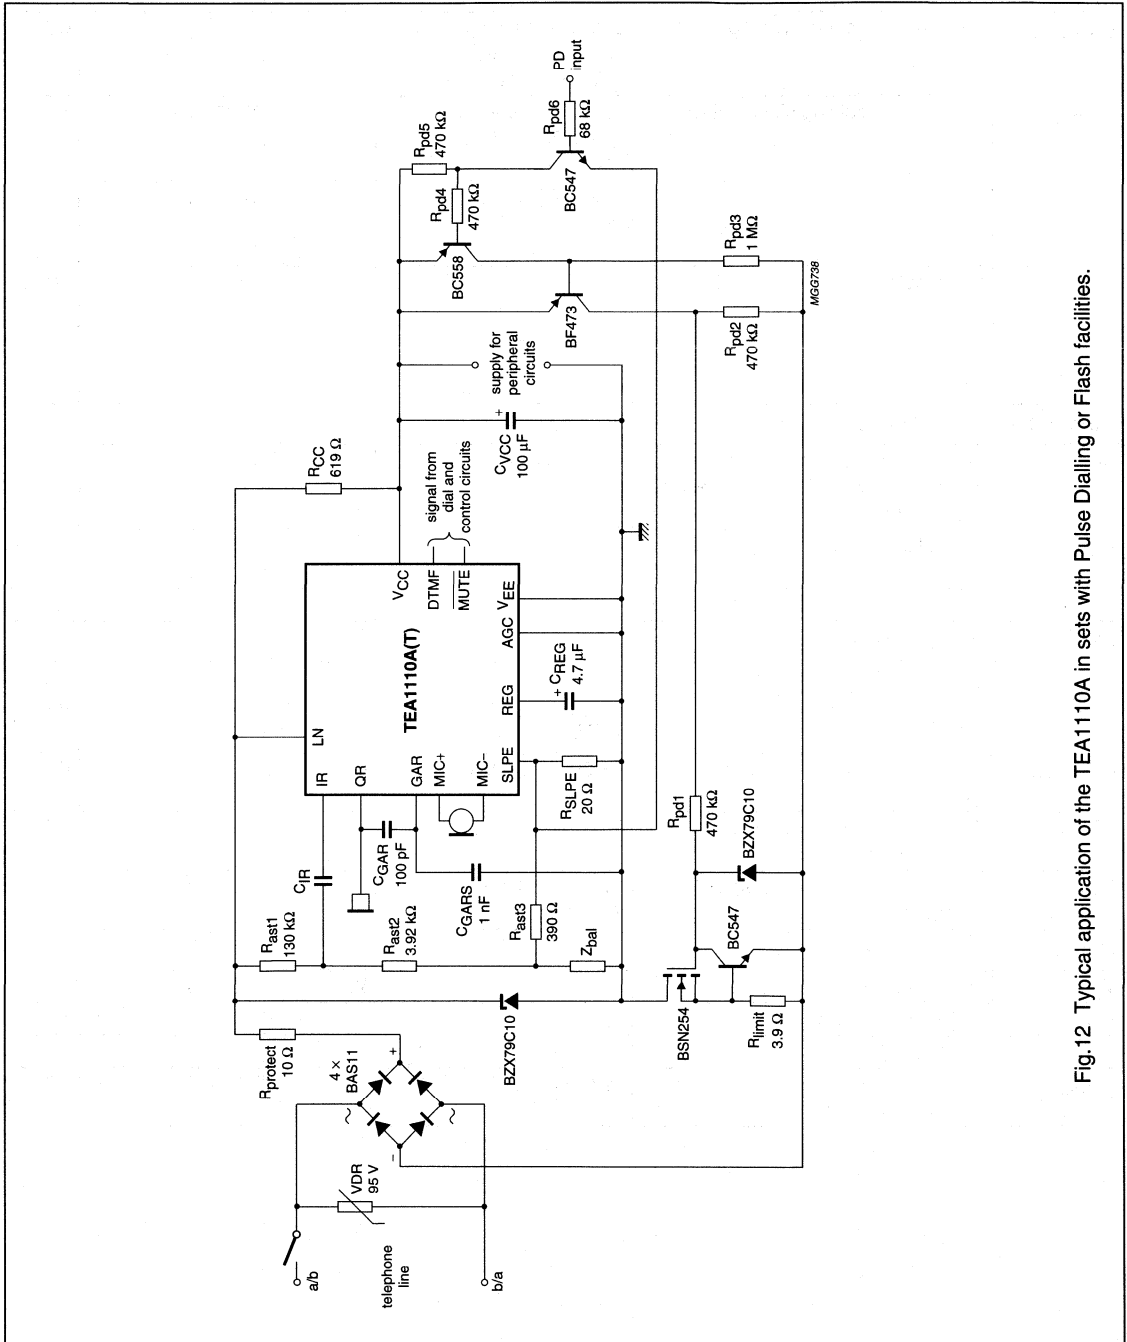 a/b
b/a
telephone
line
VDR
95 V
Rprotect
10 Ω
4 ×
BAS11
~
~
+
−
BZX79C10
Rast1
130 kΩ
Rast2
3.92 kΩ
Rast3
390 Ω
Zbal
CIR
CGAR
100 pF
CGARS
1 nF
IR
QR
GAR
MIC+
MIC−
SLPE
LN
TEA1110A(T)
REG
AGC
VEE
VCC
DTMF
MUTE
RSLPE
20 Ω
+
CREG
4.7 μF
RCC
619 Ω
signal from
dial and
control circuits
+
CVCC
100 μF
supply for
peripheral
circuits
BSN254
Rlimit
3.9 Ω
BC547
BZX79C10
Rpd1
470 kΩ
BF473
BC558
Rpd4
470 kΩ
Rpd5
470 kΩ
BC547
Rpd6
68 kΩ
PD
input
Rpd2
470 kΩ
Rpd3
1 MΩ
MGG738
Fig.12 Typical application of the TEA1110A in sets with Pulse Dialling or Flash facilities.